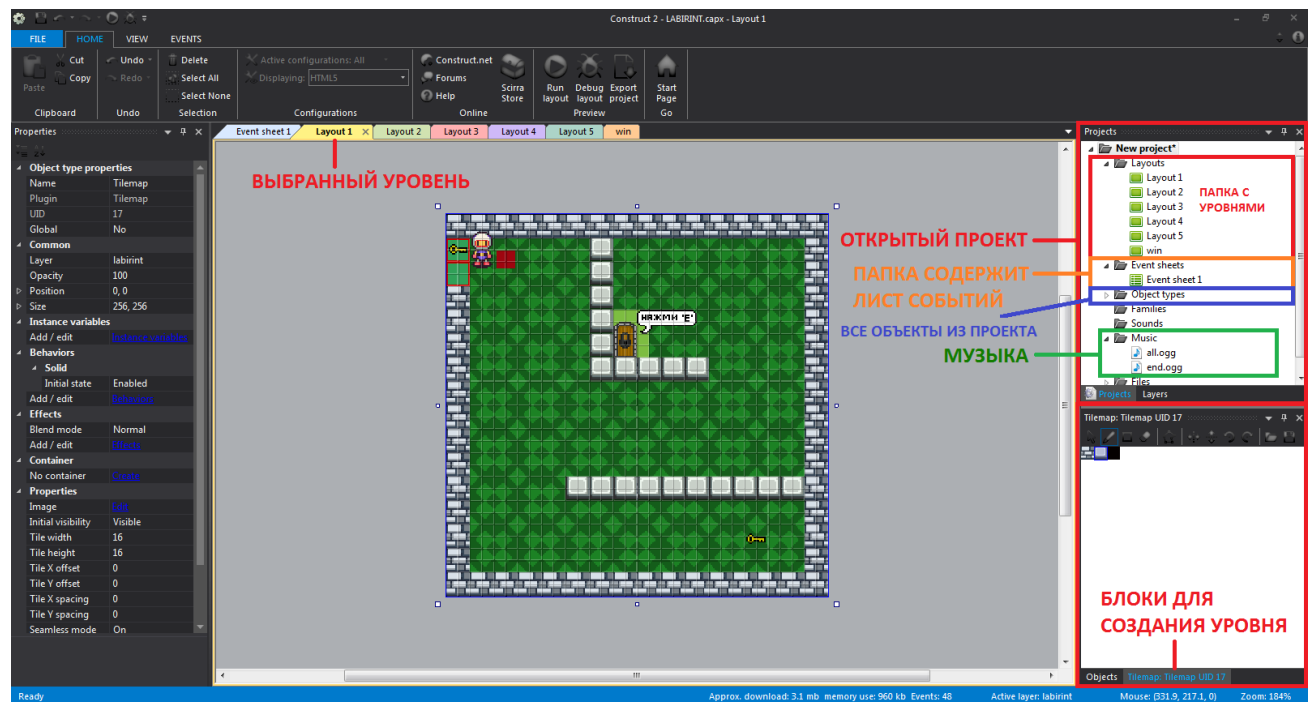 Construct 2 - LABIRINT.capx - Layout 1
FILE HOME VIEW EVENTS
Paste
Cut
Copy
Clipboard
Undo
Redo
Undo
Delete
Select All
Select None
Selection
Active configurations: All
Displaying: HTML5
Configurations
Construct.net
Forums
Help
Scirra Store
Online
Run layout
Debug layout
Export project
Preview
Start Page
Go
Properties
Event sheet 1 Layout 1 Layout 2 Layout 3 Layout 4 Layout 5 win
Object type properties
Name Tilemap
Plugin Tilemap
UID 17
Global No
Common
Layer labirint
Opacity 100
Position 0, 0
Size 256, 256
Instance variables
Add / edit Instance variables
Behaviors
Solid
Initial state Enabled
Add / edit Behaviors
Effects
Blend mode Normal
Add / edit Effects
Container
No container Create
Properties
Image Edit
Initial visibility Visible
Tile width 16
Tile height 16
Tile X offset 0
Tile Y offset 0
Tile X spacing 0
Tile Y spacing 0
Seamless mode On
ВЫБРАННЫЙ УРОВЕНЬ
НАЖМИ 'E'
ОТКРЫТЫЙ ПРОЕКТ
ПАПКА СОДЕРЖИТ
ЛИСТ СОБЫТИЙ
ВСЕ ОБЪЕКТЫ ИЗ ПРОЕКТА
МУЗЫКА
Projects
New project*
Layouts
Layout 1
Layout 2
Layout 3
Layout 4
Layout 5
win
ПАПКА С
УРОВНЯМИ
Event sheets
Event sheet 1
Object types
Families
Sounds
Music
all.ogg
end.ogg
Files
Projects Layers
Tilemap: Tilemap UID 17
БЛОКИ ДЛЯ
СОЗДАНИЯ УРОВНЯ
Objects Tilemap: Tilemap UID 17
Ready Approx. download: 3.1 mb memory use: 960 kb Events: 48 Active layer: labirint Mouse: (331.9, 217.1, 0) Zoom: 184%